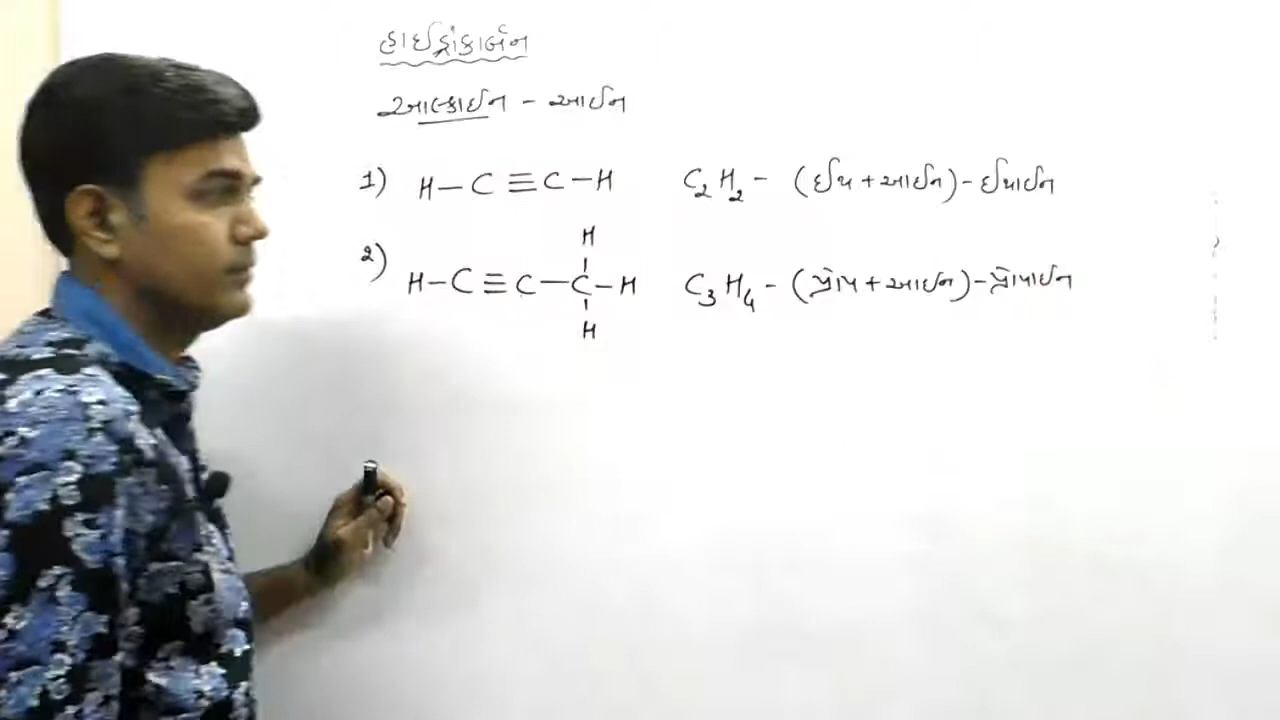 હાઈડ્રોકાર્બન
આલ્કાઈન - આઈન
1) H-C≡C-H C₂H₂ - (ઈથ + આઈન) - ઈથાઈન
H
2) H-C≡C-C-H C₃H₄ - (પ્રોપ + આઈન) - પ્રોપાઈન
H